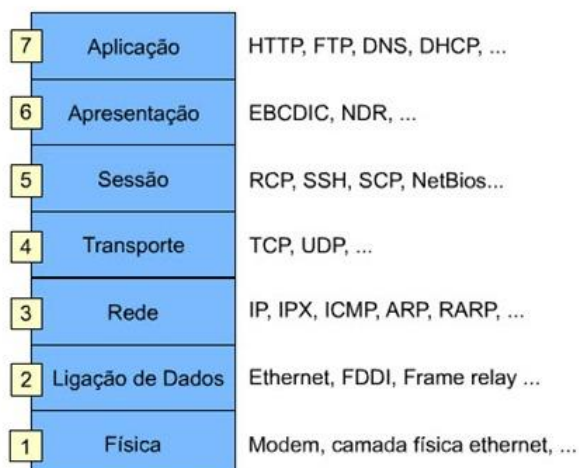 7 Aplicação HTTP, FTP, DNS, DHCP, ...
6 Apresentação EBCDIC, NDR, ...
5 Sessão RCP, SSH, SCP, NetBios...
4 Transporte TCP, UDP, ...
3 Rede IP, IPX, ICMP, ARP, RARP, ...
2 Ligação de Dados Ethernet, FDDI, Frame relay ...
1 Física Modem, camada física ethernet, ...